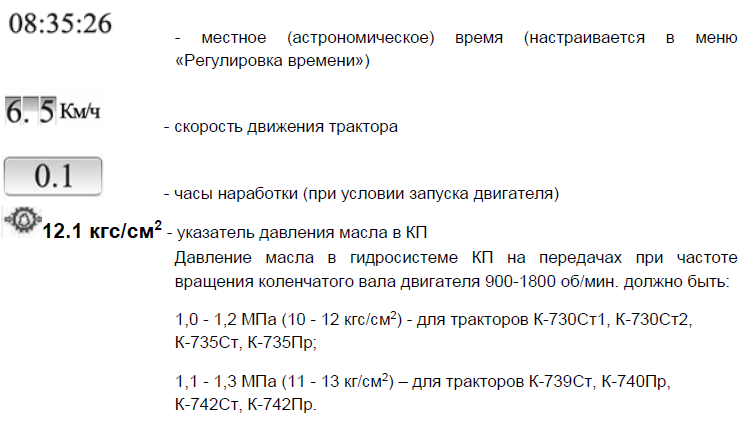 08:35:26
- местное (астрономическое) время (настраивается в меню
«Регулировка времени»)
6.5 Км/ч
- скорость движения трактора
0.1
- часы наработки (при условии запуска двигателя)
12.1 кгс/см² - указатель давления масла в КП
Давление масла в гидросистеме КП на передачах при частоте
вращения коленчатого вала двигателя 900-1800 об/мин. должно быть:
1,0 - 1,2 МПа (10 - 12 кгс/см²) - для тракторов К-730Ст1, К-730Ст2,
К-735Ст, К-735Пр;
1,1 - 1,3 МПа (11 - 13 кг/см²) – для тракторов К-739Ст, К-740Пр,
К-742Ст, К-742Пр.